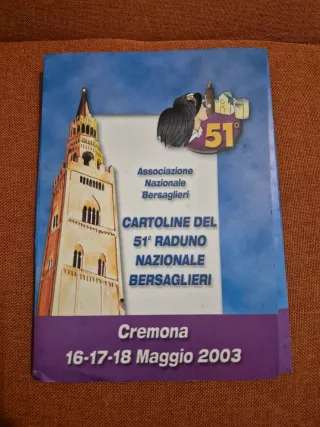 51°
Associazione
Nazionale
Bersaglieri
CARTOLINE DEL
51° RADUNO
NAZIONALE
BERSAGLIERI
Cremona
16-17-18 Maggio 2003